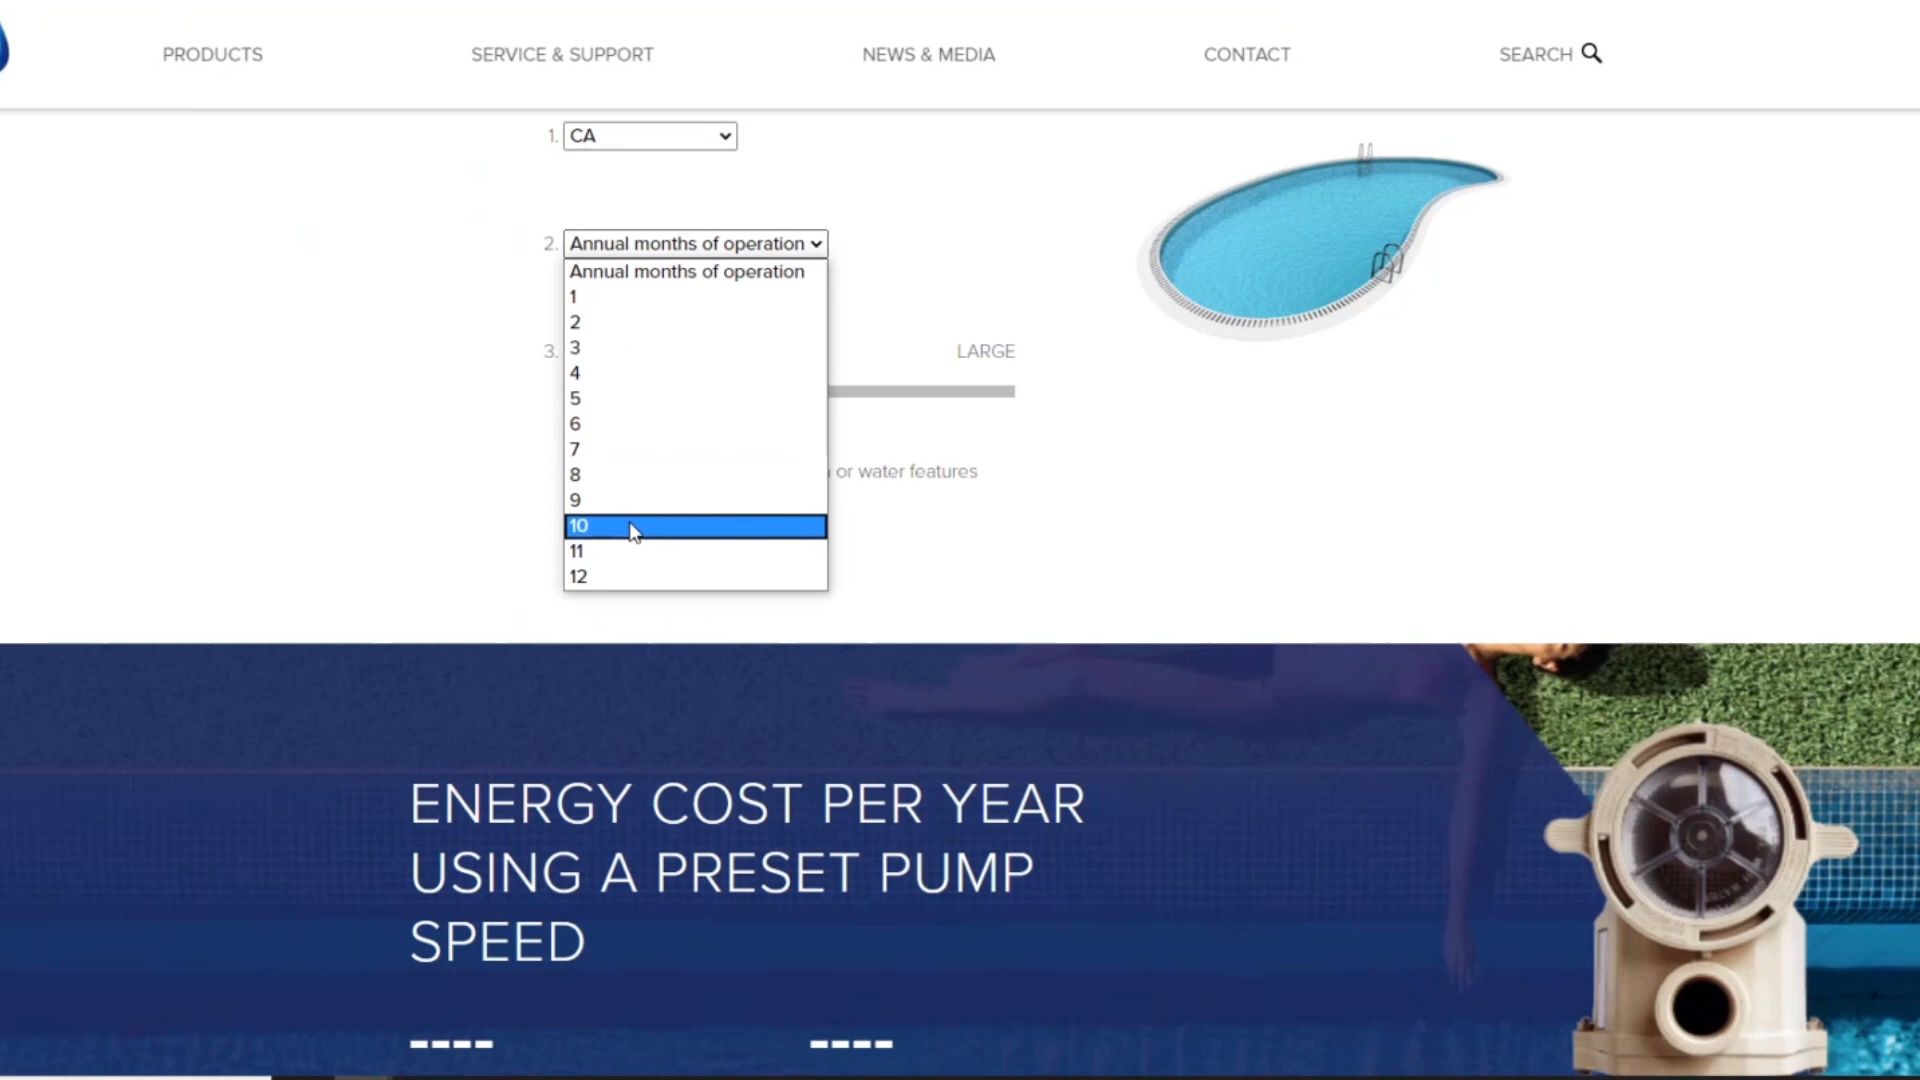 PRODUCTS
SERVICE & SUPPORT
NEWS & MEDIA
CONTACT
SEARCH
1. CA
2. Annual months of operation
Annual months of operation
1
2
3
4
5
6
7
8
9
10
11
12
3.
LARGE
or water features
ENERGY COST PER YEAR
USING A PRESET PUMP
SPEED
----
----